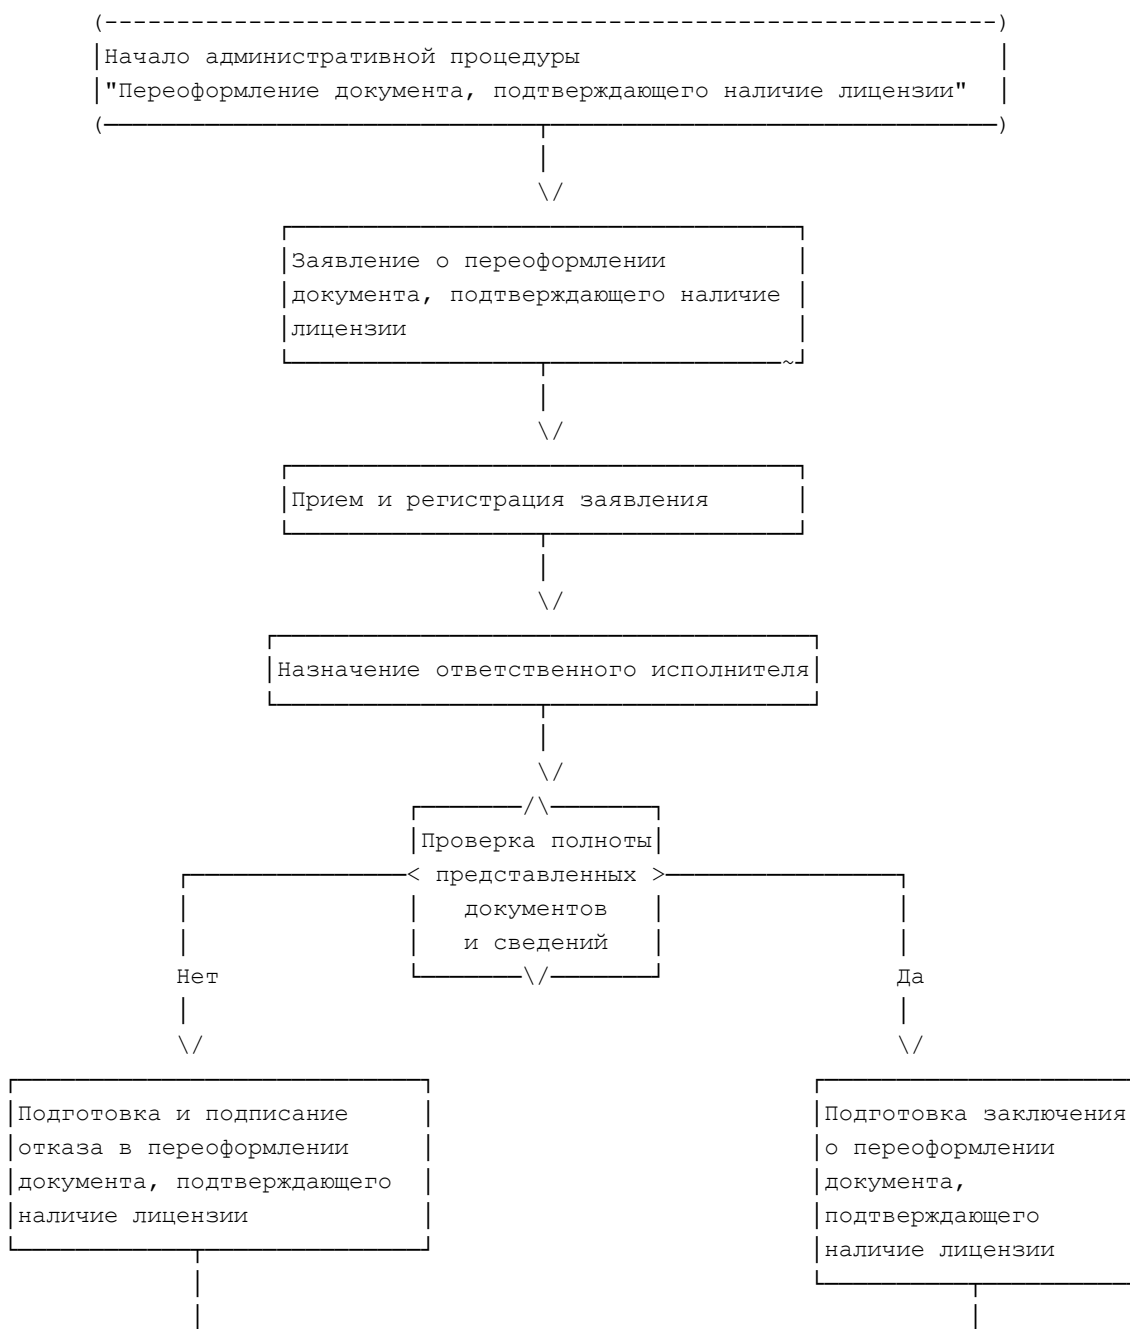 Начало административной процедуры
"Переоформление документа, подтверждающего наличие лицензии"
Заявление о переоформлении
документа, подтверждающего наличие
лицензии
Прием и регистрация заявления
Назначение ответственного исполнителя
Проверка полноты
представленных
документов
и сведений
Нет
Да
Подготовка и подписание
отказа в переоформлении
документа, подтверждающего
наличие лицензии
Подготовка заключения
о переоформлении
документа,
подтверждающего
наличие лицензии